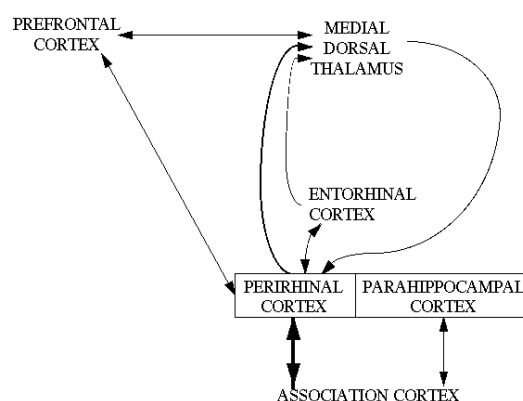 PREFRONTAL
CORTEX
MEDIAL
DORSAL
THALAMUS
ENTORHINAL
CORTEX
PERIRHINAL
CORTEX
PARAHIPPOCAMPAL
CORTEX
ASSOCIATION CORTEX